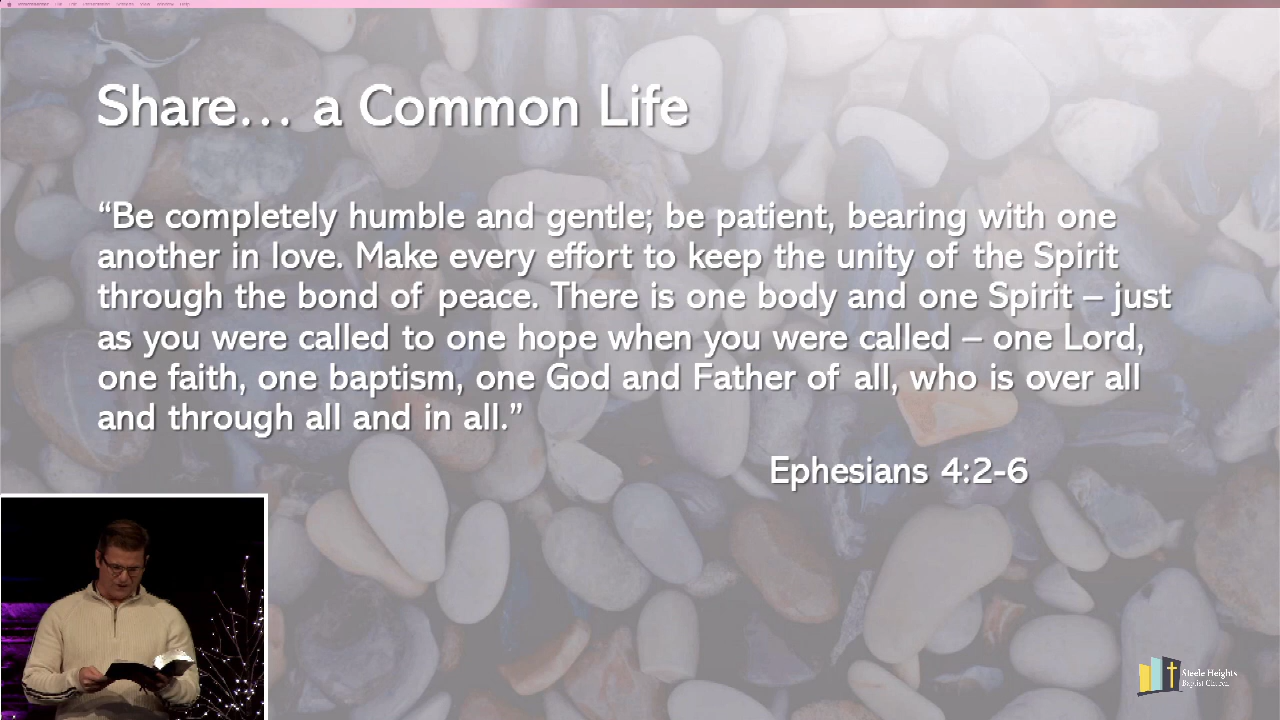 Share… a Common Life
“Be completely humble and gentle; be patient, bearing with one
another in love. Make every effort to keep the unity of the Spirit
through the bond of peace. There is one body and one Spirit – just
as you were called to one hope when you were called – one Lord,
one faith, one baptism, one God and Father of all, who is over all
and through all and in all.”
Ephesians 4:2-6
Steele Heights
Baptist Church